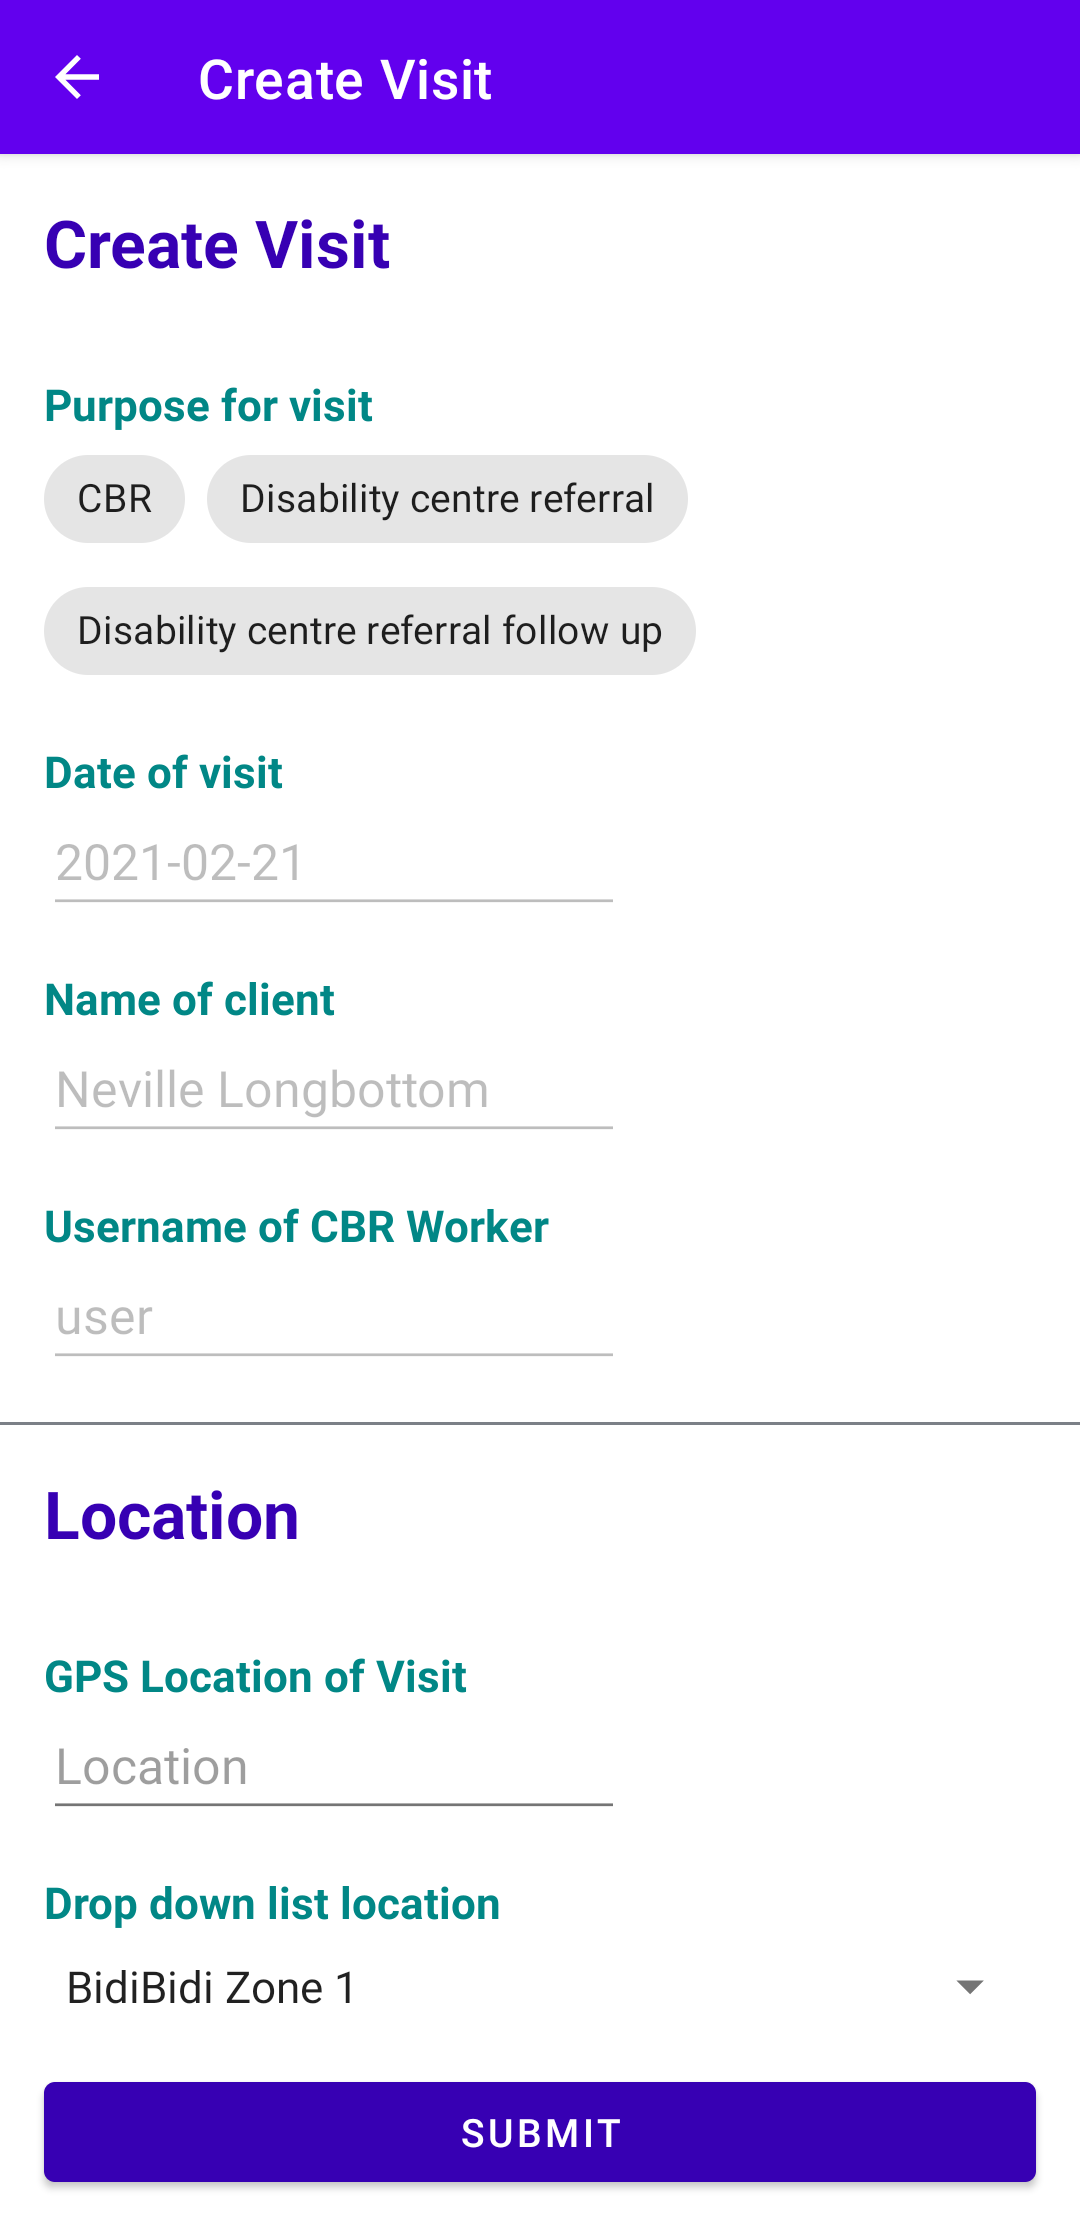 Create Visit
Create Visit
Purpose for visit
CBR
Disability centre referral
Disability centre referral follow up
Date of visit
2021-02-21
Name of client
Neville Longbottom
Username of CBR Worker
user
Location
GPS Location of Visit
Location
Drop down list location
BidiBidi Zone 1
SUBMIT